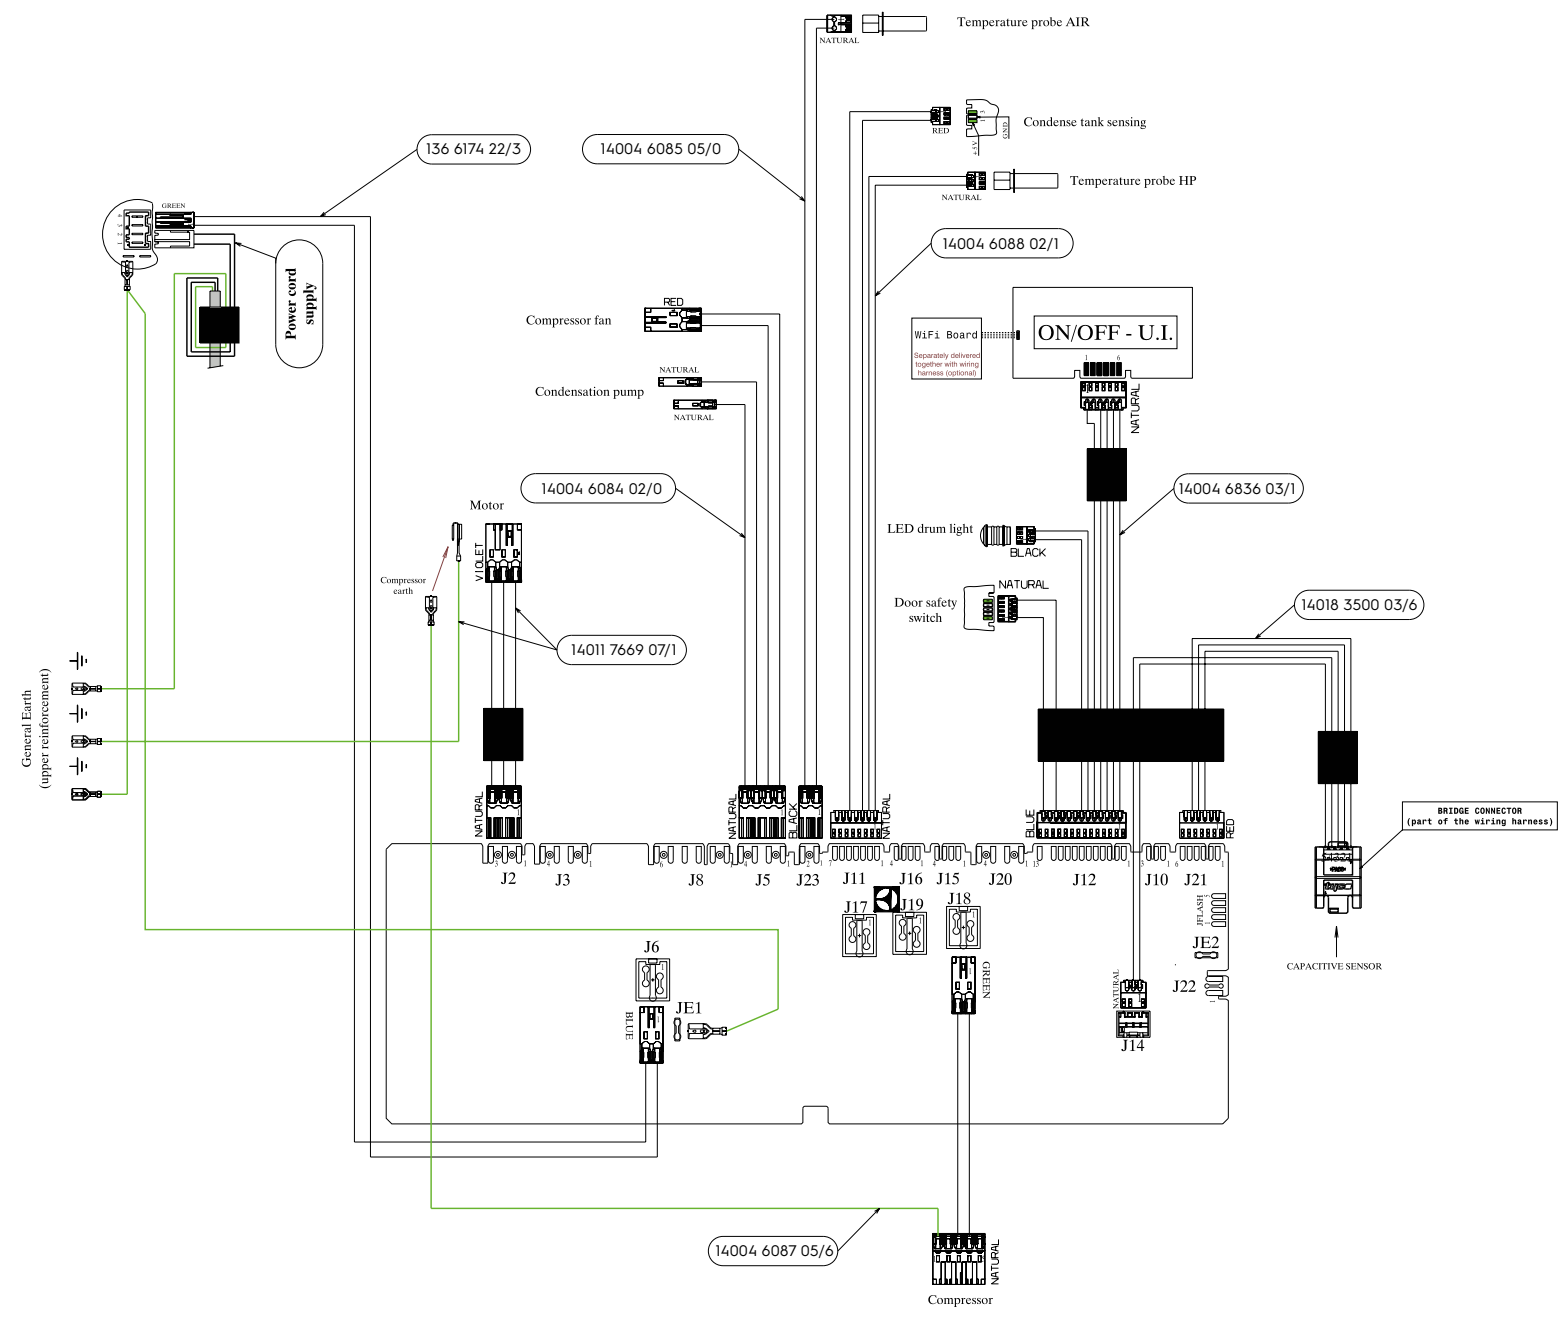 Temperature probe AIR
NATURAL
RED
3
1
GND
+5V
Condense tank sensing
136 6174 22/3
14004 6085 05/0
NATURAL
Temperature probe HP
GREEN
Power cord
supply
14004 6088 02/1
RED
Compressor fan
WiFi Board
Separately delivered
together with wiring
harness (optional)
ON/OFF - U.I.
1
6
NATURAL
NATURAL
Condensation pump
NATURAL
14004 6084 02/0
14004 6836 03/1
Motor
VIOLET
LED drum light
BLACK
Compressor
earth
NATURAL
Door safety
switch
14018 3500 03/6
14011 7669 07/1
General Earth
(upper reinforcement)
NATURAL
NATURAL
BLACK
NATURAL
BLUE
RED
BRIDGE CONNECTOR
(part of the wiring harness)
J2
J3
J8
J5
J23
J11
J16
J15
J20
J12
J10
J21
J17
J19
J18
JFLASH
JE2
J22
CAPACITIVE SENSOR
J6
GREEN
NATURAL
JE1
BLUE
J14
14004 6087 05/6
NATURAL
Compressor